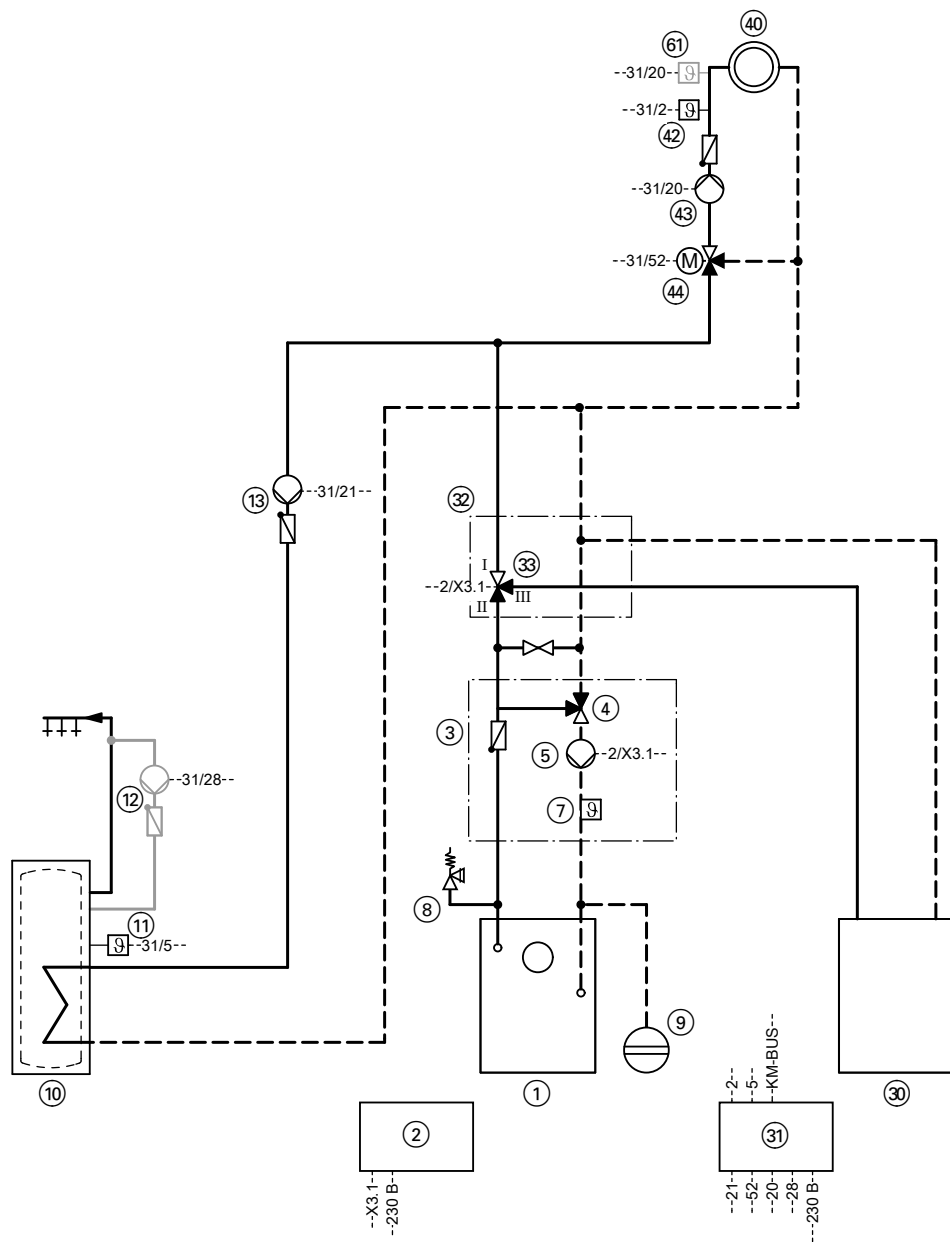 61
40
--31/20--
ϑ
--31/2--
ϑ
42
--31/20--
43
--31/52--
M
44
13
--31/21--
32
I
33
--2/X3.1--
II
III
3
4
5
--2/X3.1--
7
ϑ
--31/28--
12
8
11
ϑ
--31/5--
9
10
1
30
2
--X3.1--
--230 В--
--2--
--5--
--KM-BUS--
31
--21--
--52--
--20--
--28--
--230 В--